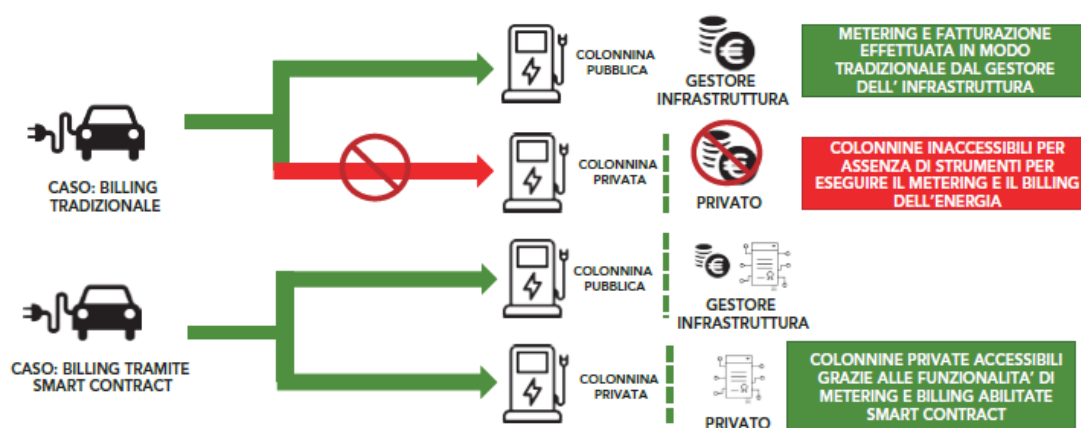 COLONNINA
PUBBLICA
GESTORE
INFRASTRUTTURA
METERING E FATTURAZIONE
EFFETTUATA IN MODO
TRADIZIONALE DAL GESTORE
DELL' INFRASTRUTTURA
CASO: BILLING
TRADIZIONALE
COLONNINA
PRIVATA
PRIVATO
COLONNINE INACCESSIBILI PER
ASSENZA DI STRUMENTI PER
ESEGUIRE IL METERING E IL BILLING
DELL'ENERGIA
COLONNINA
PUBBLICA
GESTORE
INFRASTRUTTURA
CASO: BILLING TRAMITE
SMART CONTRACT
COLONNINA
PRIVATA
PRIVATO
COLONNINE PRIVATE ACCESSIBILI
GRAZIE ALLE FUNZIONALITA' DI
METERING E BILLING ABILITATE
SMART CONTRACT